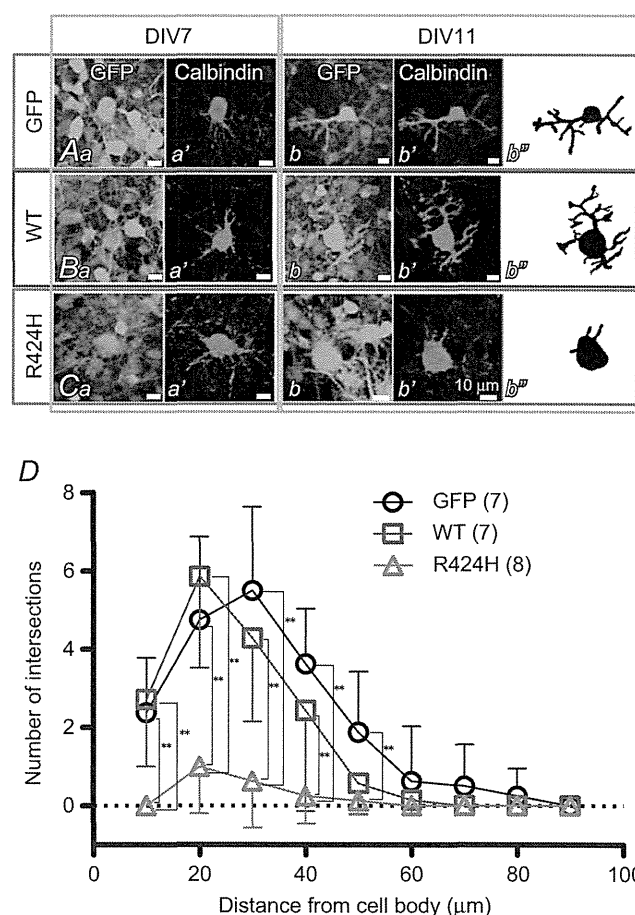 DIV7 DIV11
GFP GFP Calbindin GFP Calbindin
Aa a’ b b’ b”
WT
Ba a’ b b’ b”
R424H
Ca a’ b b’ 10 μm b”
D
GFP (7)
WT (7)
R424H (8)
Number of intersections
8
6
4
2
0
** ** ** ** ** ** ** ** ** **
0 20 40 60 80 100
Distance from cell body (μm)